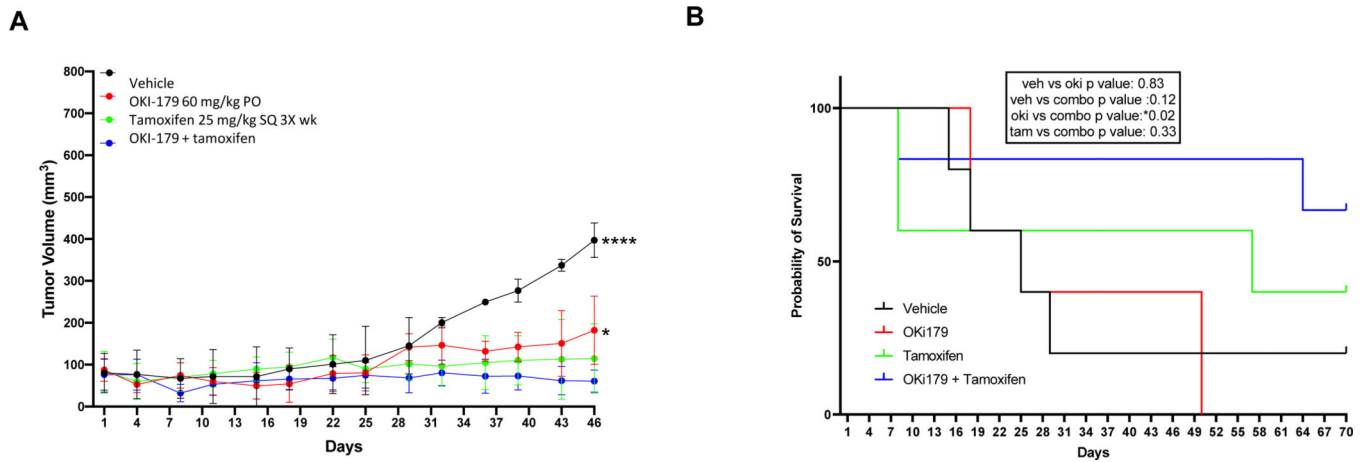 A
Tumor Volume (mm³)
800
700
600
500
400
300
200
100
0
Vehicle
OKI-179 60 mg/kg PO
Tamoxifen 25 mg/kg SQ 3X wk
OKI-179 + tamoxifen
****
*
1 4 7 11 13 15 18 22 25 29 31 34 36 40 43 46
Days
B
Probability of Survival
100
50
0
veh vs oki p value: 0.83
veh vs combo p value :0.12
oki vs combo p value:*0.02
tam vs combo p value: 0.33
Vehicle
OKi179
Tamoxifen
OKi179 + Tamoxifen
1 4 7 10 13 16 19 22 25 28 31 34 37 40 43 46 49 52 55 58 61 64 67 70
Days